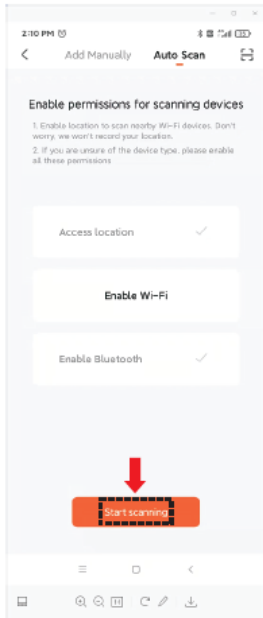 2:10 PM
Add Manually Auto Scan
Enable permissions for scanning devices
1. Enable location to scan nearby Wi-Fi devices. Don't
worry, we won't record your location.
2. If you are unsure of the device type, please enable
all these permissions
Access location
Enable Wi-Fi
Enable Bluetooth
Start scanning